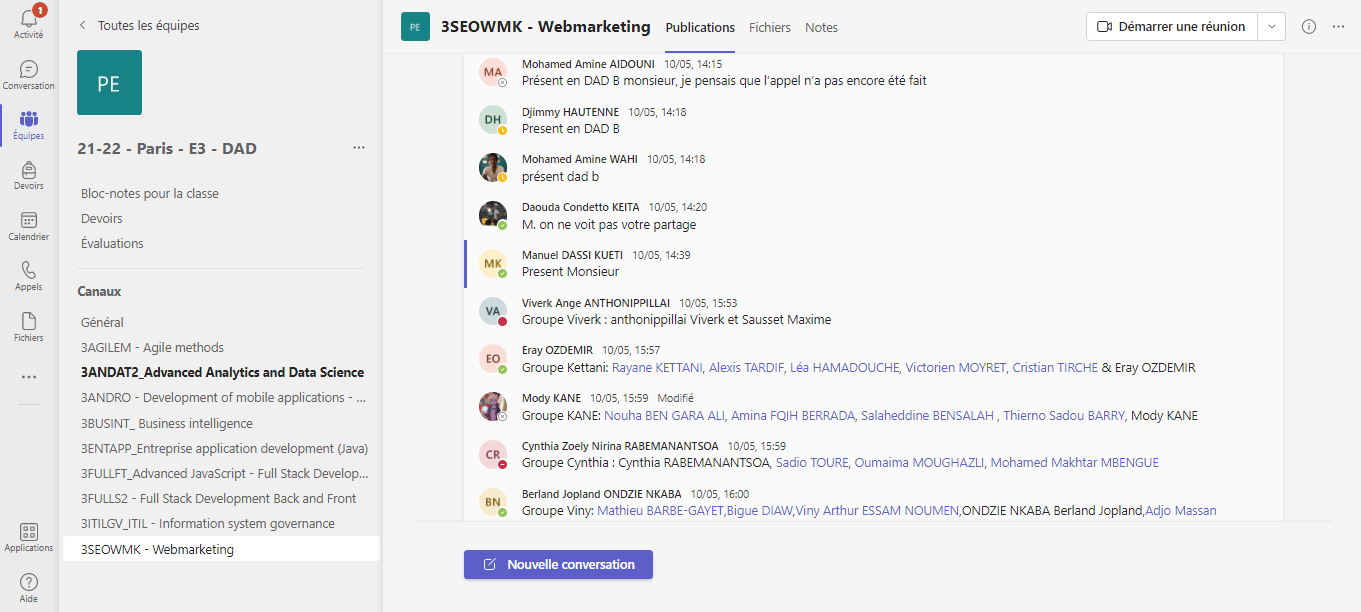 1
Activité
Conversation
Équipes
Devoirs
Calendrier
Appels
Fichiers
Applications
Aide
Toutes les équipes
PE
21-22 - Paris - E3 - DAD
Bloc-notes pour la classe
Devoirs
Évaluations
Canaux
Général
3AGILEM - Agile methods
3ANDAT2_Advanced Analytics and Data Science
3ANDRO - Development of mobile applications - ...
3BUSINT_ Business intelligence
3ENTAPP_Entreprise application development (Java)
3FULLFT_Advanced JavaScript - Full Stack Develop...
3FULLS2 - Full Stack Development Back and Front
3ITILGV_ITIL - Information system governance
3SEOWMK - Webmarketing
PE
3SEOWMK - Webmarketing
Publications
Fichiers
Notes
Démarrer une réunion
MA
Mohamed Amine AIDOUNI 10/05, 14:15
Présent en DAD B monsieur, je pensais que l'appel n'a pas encore été fait
DH
Djimmy HAUTENNE 10/05, 14:18
Present en DAD B
Mohamed Amine WAHI 10/05, 14:18
présent dad b
Daouda Condetto KEITA 10/05, 14:20
M. on ne voit pas votre partage
MK
Manuel DASSI KUETI 10/05, 14:39
Present Monsieur
VA
Viverk Ange ANTHONIPPILLAI 10/05, 15:53
Groupe Viverk : anthonippillai Viverk et Sausset Maxime
EO
Eray OZDEMIR 10/05, 15:57
Groupe Kettani: Rayane KETTANI, Alexis TARDIF, Léa HAMADOUCHE, Victorien MOYRET, Cristian TIRCHE & Eray OZDEMIR
Mody KANE 10/05, 15:59 Modifié
Groupe KANE: Nouha BEN GARA ALI, Amina FQIH BERRADA, Salaheddine BENSALAH , Thierno Sadou BARRY, Mody KANE
CR
Cynthia Zoely Nirina RABEMANANTSOA 10/05, 15:59
Groupe Cynthia : Cynthia RABEMANANTSOA, Sadio TOURE, Oumaima MOUGHAZLI, Mohamed Makhtar MBENGUE
BN
Berland Jopland ONDZIE NKABA 10/05, 16:00
Groupe Viny: Mathieu BARBE-GAYET,Bigue DIAW,Viny Arthur ESSAM NOUMEN,ONDZIE NKABA Berland Jopland,Adjo Massan
Nouvelle conversation